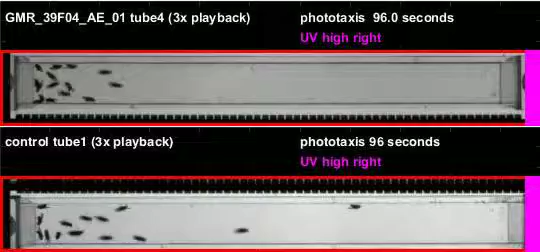 GMR_39F04_AE_01 tube4 (3x playback)
phototaxis  96.0 seconds
UV high right
control tube1 (3x playback)
phototaxis 96 seconds
UV high right